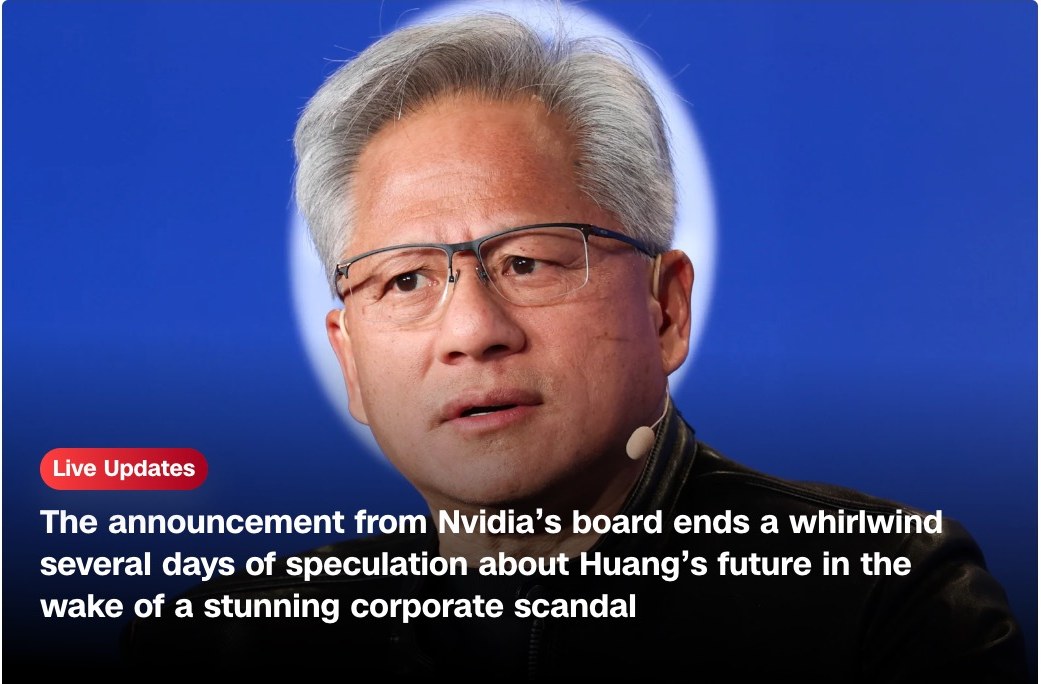 Live Updates
The announcement from Nvidia’s board ends a whirlwind
several days of speculation about Huang’s future in the
wake of a stunning corporate scandal